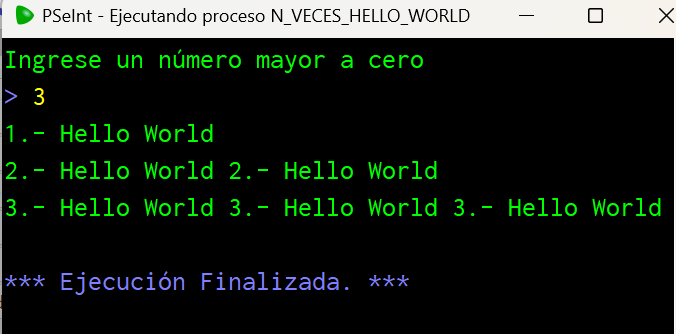 PSeInt - Ejecutando proceso N_VECES_HELLO_WORLD
Ingrese un número mayor a cero
> 3
1.- Hello World
2.- Hello World 2.- Hello World
3.- Hello World 3.- Hello World 3.- Hello World
*** Ejecución Finalizada. ***